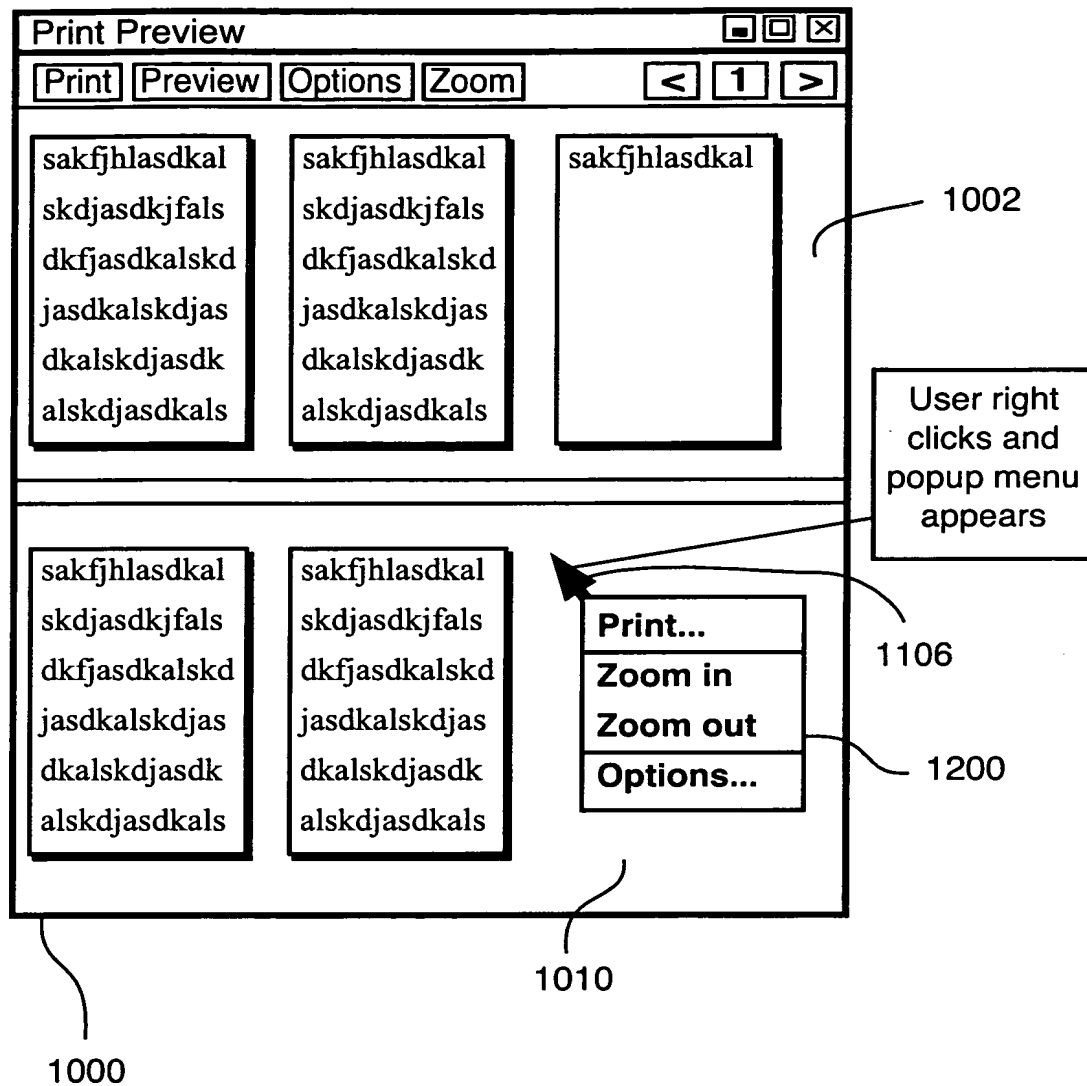 Print Preview
Print Preview Options Zoom < 1 >
sakfjhlasdkal
skdjasdkjfals
dkfjasdkalskd
jasdkalskdjas
dkalskdjasdk
alskdjasdkals
sakfjhlasdkal
skdjasdkjfals
dkfjasdkalskd
jasdkalskdjas
dkalskdjasdk
alskdjasdkals
sakfjhlasdkal
1002
User right
clicks and
popup menu
appears
sakfjhlasdkal
skdjasdkjfals
dkfjasdkalskd
jasdkalskdjas
dkalskdjasdk
alskdjasdkals
sakfjhlasdkal
skdjasdkjfals
dkfjasdkalskd
jasdkalskdjas
dkalskdjasdk
alskdjasdkals
Print...
Zoom in
Zoom out
Options...
1106
1200
1010
1000